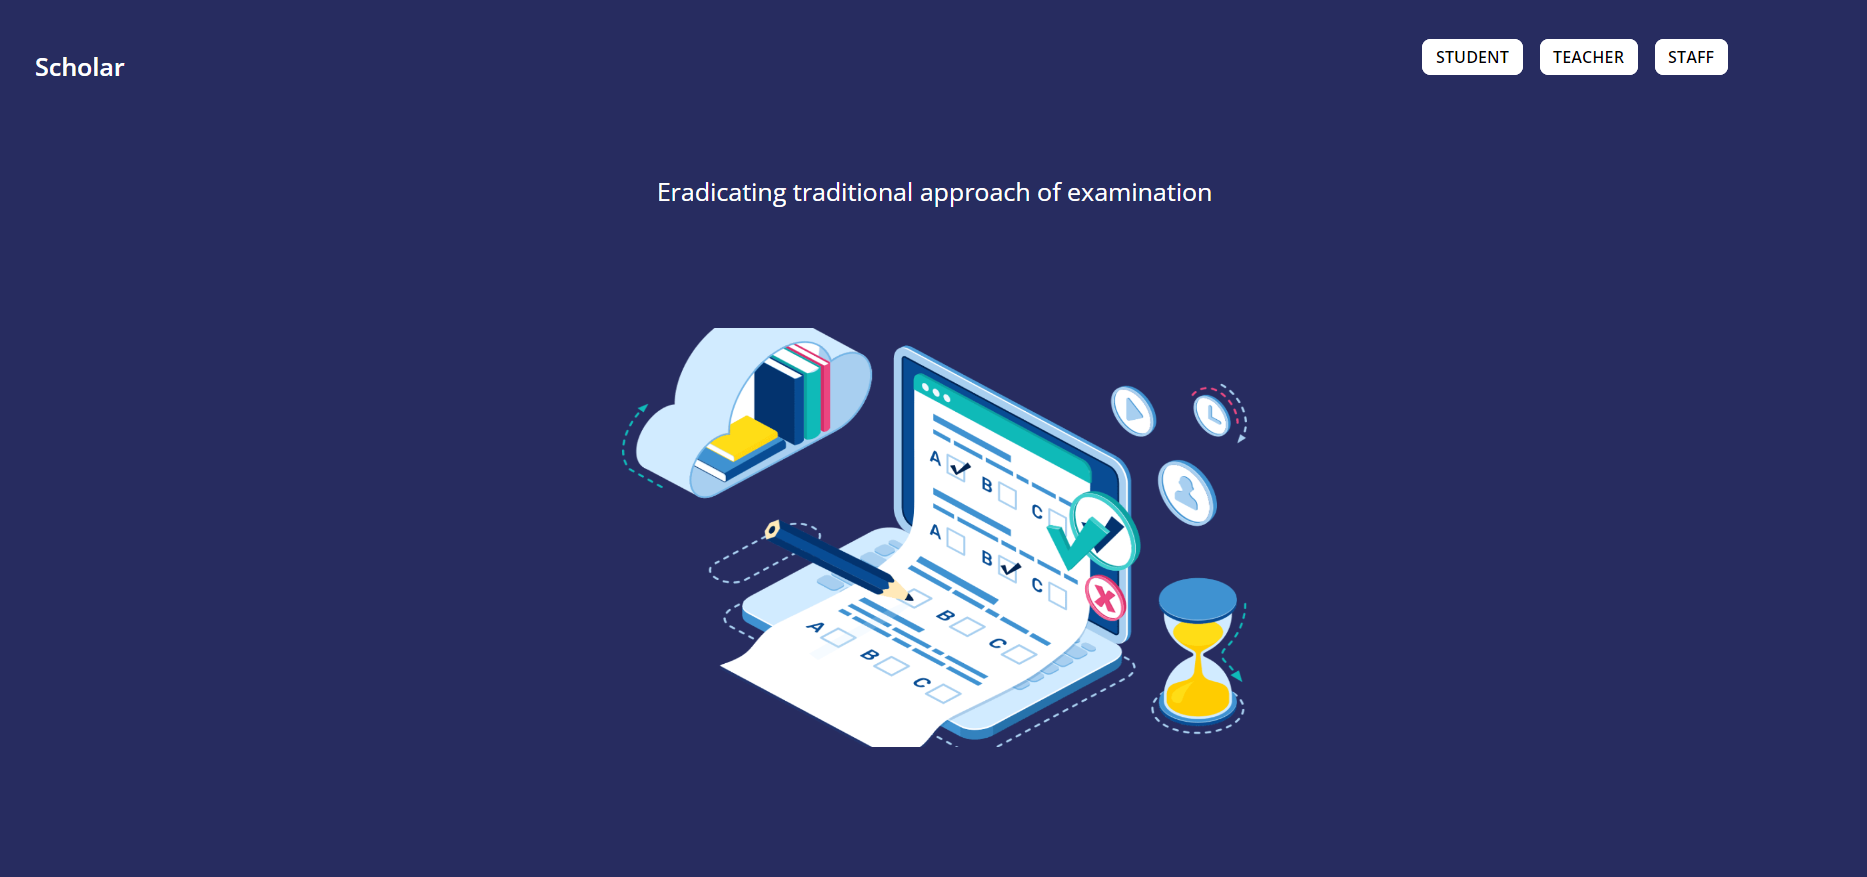 Scholar
STUDENT TEACHER STAFF
Eradicating traditional approach of examination
A B C
A B C
B C
A B C